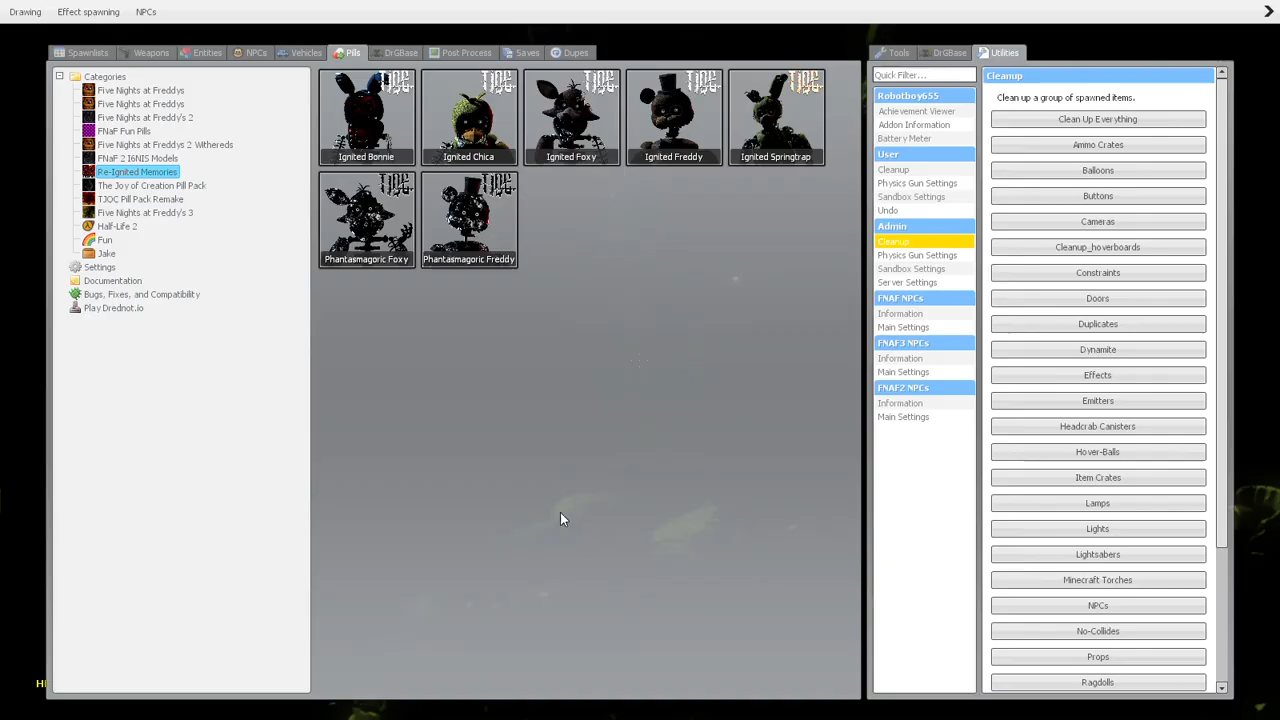 Drawing Effect spawning NPCs
Spawnlists Weapons Entities NPCs Vehicles Pills DrGBase Post Process Saves Dupes
Categories
Five Nights at Freddys
Five Nights at Freddys
Five Nights at Freddy's 2
FNaF Fun Pills
Five Nights at Freddys 2 Withereds
FNaF 2 I6NIS Models
Re-Ignited Memories
The Joy of Creation Pill Pack
TJOC Pill Pack Remake
Five Nights at Freddy's 3
Half-Life 2
Fun
Jake
Settings
Documentation
Bugs, Fixes, and Compatibility
Play Drednot.io
Ignited Bonnie
Ignited Chica
Ignited Foxy
Ignited Freddy
Ignited Springtrap
Phantasmagoric Foxy
Phantasmagoric Freddy
Tools DrGBase Utilities
Quick Filter...
Robotboy655
Achievement Viewer
Addon Information
Battery Meter
User
Cleanup
Physics Gun Settings
Sandbox Settings
Undo
Admin
Cleanup
Physics Gun Settings
Sandbox Settings
Server Settings
FNAF NPCs
Information
Main Settings
FNAF3 NPCs
Information
Main Settings
FNAF2 NPCs
Information
Main Settings
Cleanup
Clean up a group of spawned items.
Clean Up Everything
Ammo Crates
Balloons
Buttons
Cameras
Cleanup_hoverboards
Constraints
Doors
Duplicates
Dynamite
Effects
Emitters
Headcrab Canisters
Hover-Balls
Item Crates
Lamps
Lights
Lightsabers
Minecraft Torches
NPCs
No-Collides
Props
Ragdolls